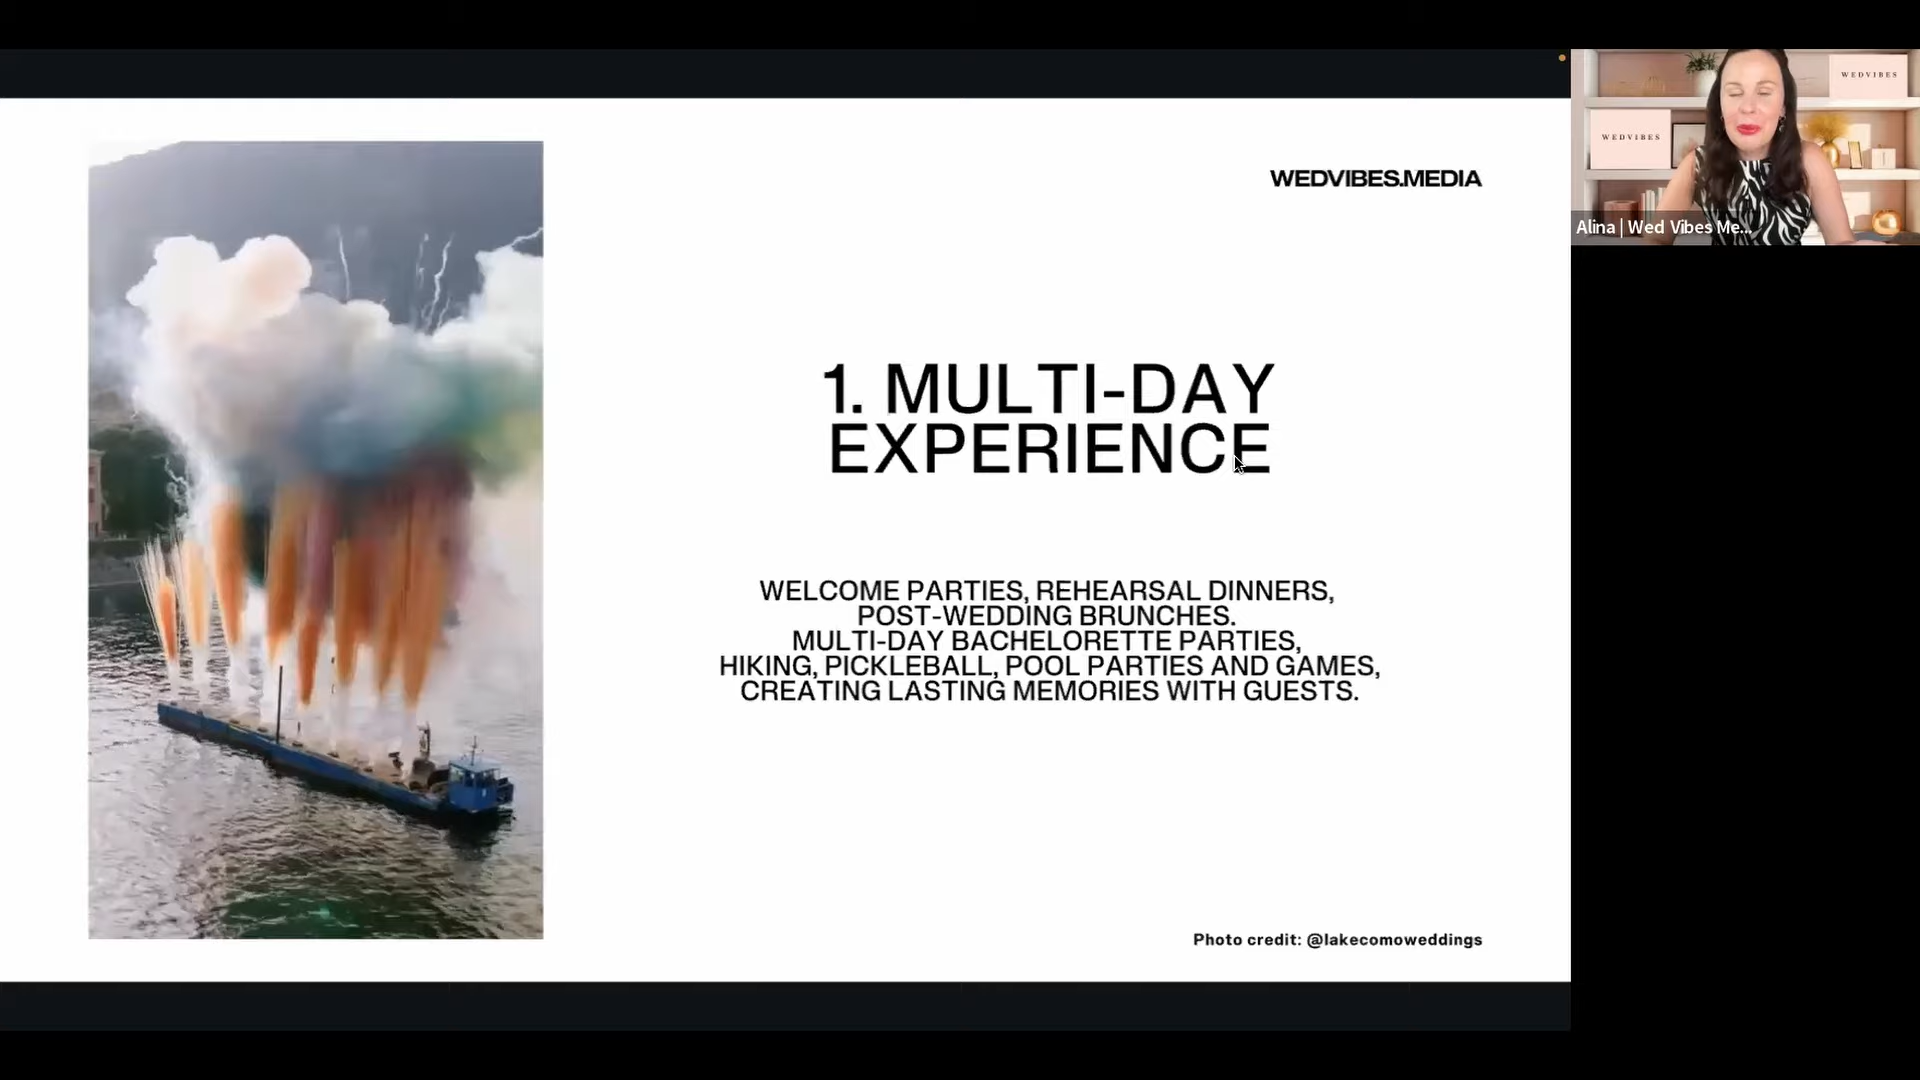 WEDVIBES.MEDIA
1. MULTI-DAY
EXPERIENCE
WELCOME PARTIES, REHEARSAL DINNERS,
POST-WEDDING BRUNCHES.
MULTI-DAY BACHELORETTE PARTIES,
HIKING, PICKLEBALL, POOL PARTIES AND GAMES,
CREATING LASTING MEMORIES WITH GUESTS.
Photo credit: @lakecomoweddings
WEDVIBES
WEDVIBES
Alina | Wed Vibes Me...